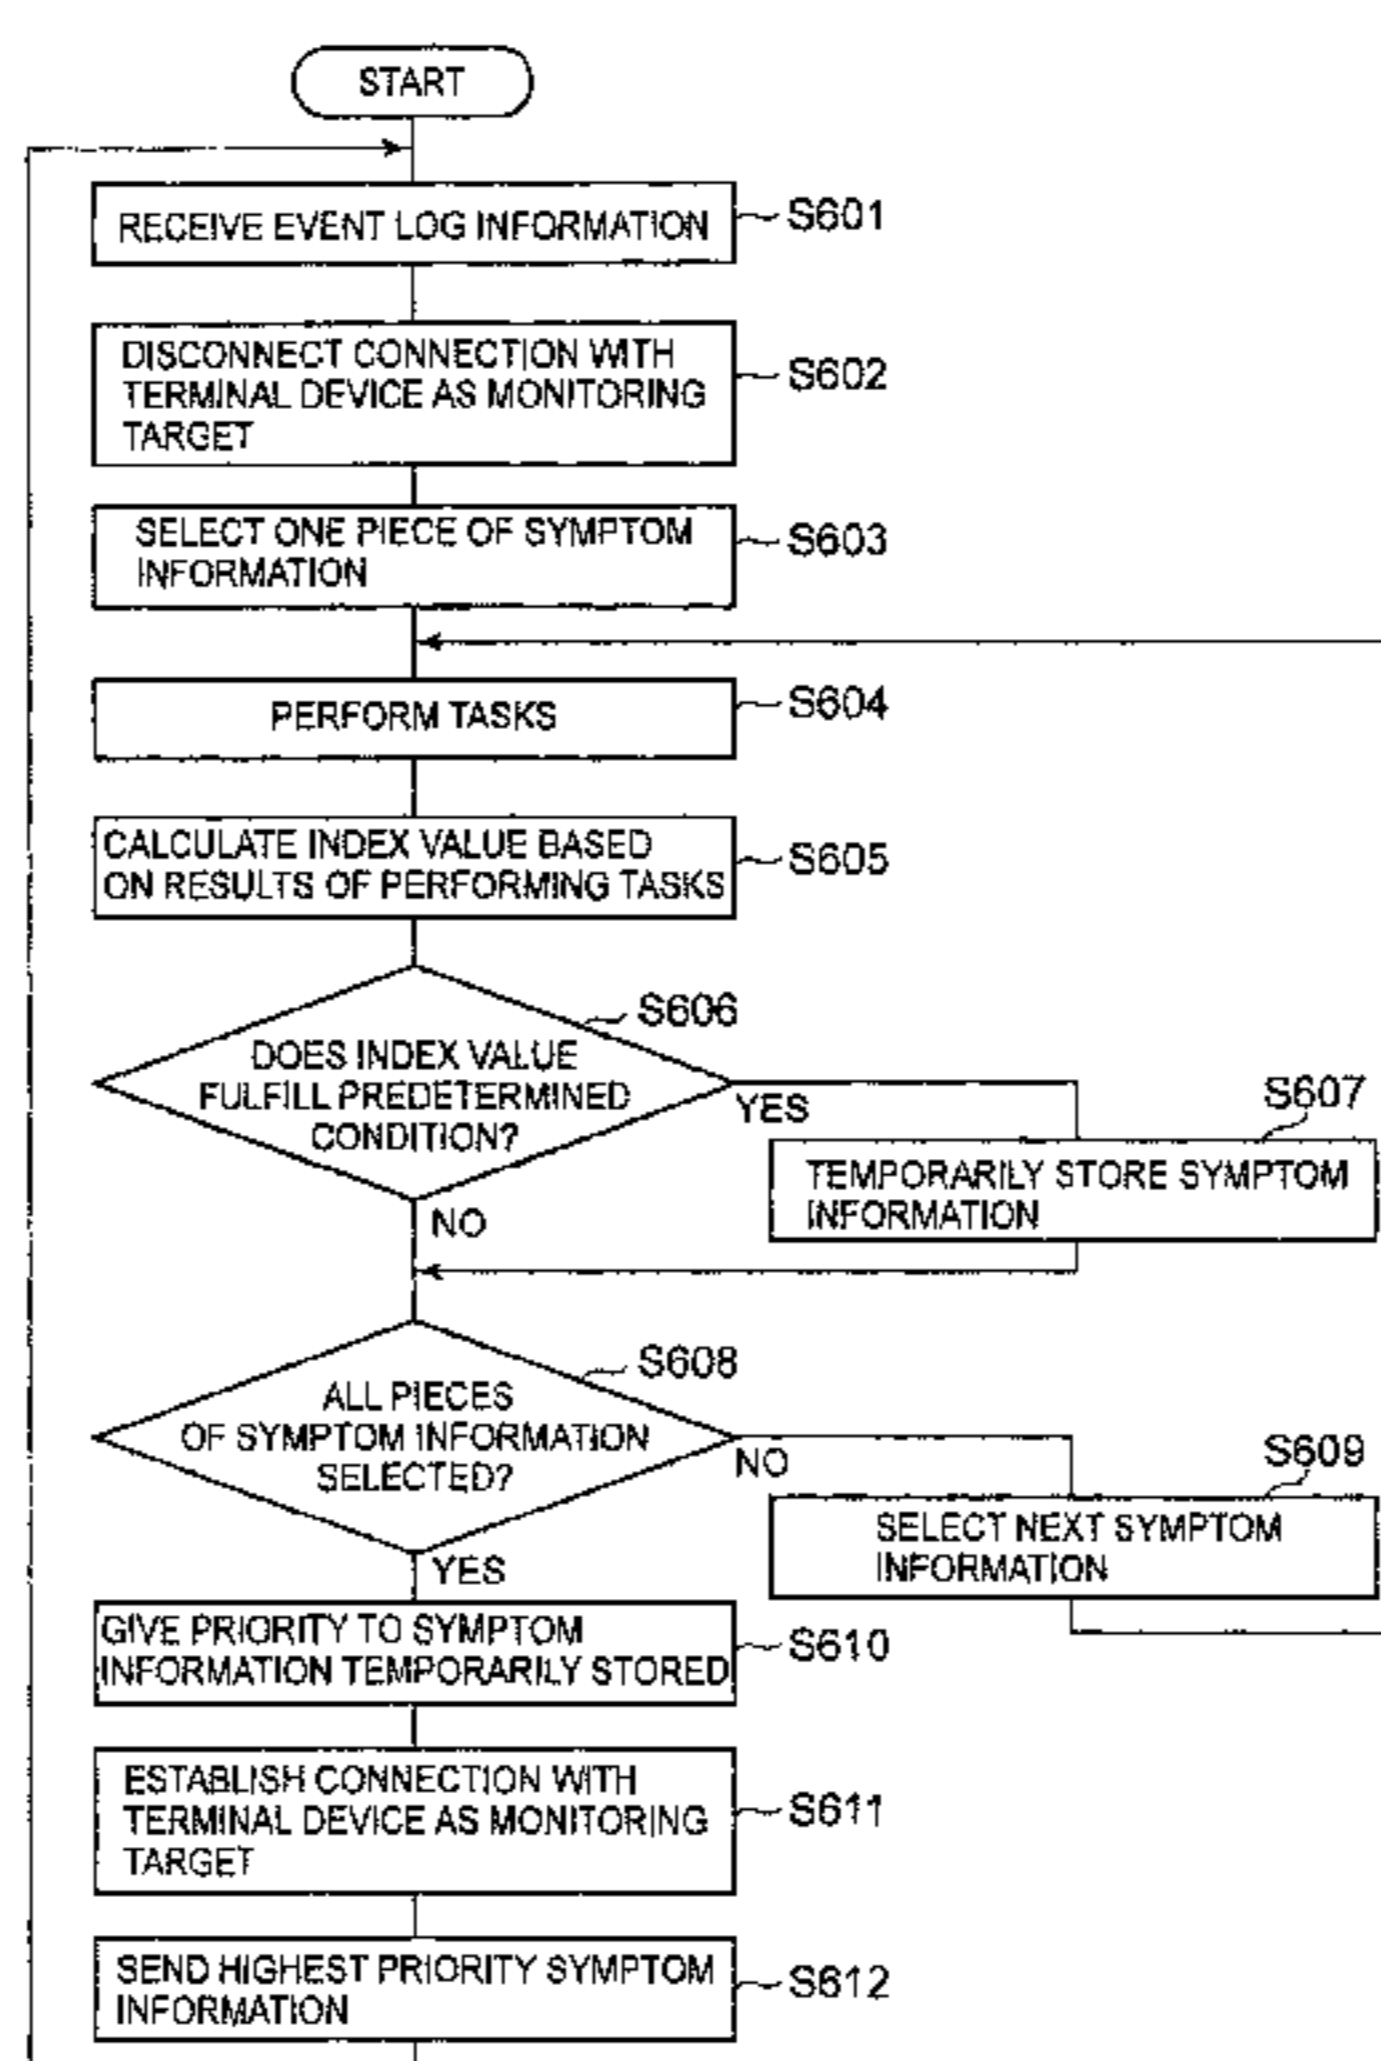 START
RECEIVE EVENT LOG INFORMATION
S601
DISCONNECT CONNECTION WITH
TERMINAL DEVICE AS MONITORING
TARGET
S602
SELECT ONE PIECE OF SYMPTOM
INFORMATION
S603
PERFORM TASKS
S604
CALCULATE INDEX VALUE BASED
ON RESULTS OF PERFORMING TASKS
S605
S606
DOES INDEX VALUE
FULFILL PREDETERMINED
CONDITION?
YES
NO
S607
TEMPORARILY STORE SYMPTOM
INFORMATION
S608
ALL PIECES
OF SYMPTOM INFORMATION
SELECTED?
NO
YES
S609
SELECT NEXT SYMPTOM
INFORMATION
GIVE PRIORITY TO SYMPTOM
INFORMATION TEMPORARILY STORED
S610
ESTABLISH CONNECTION WITH
TERMINAL DEVICE AS MONITORING
TARGET
S611
SEND HIGHEST PRIORITY SYMPTOM
INFORMATION
S612